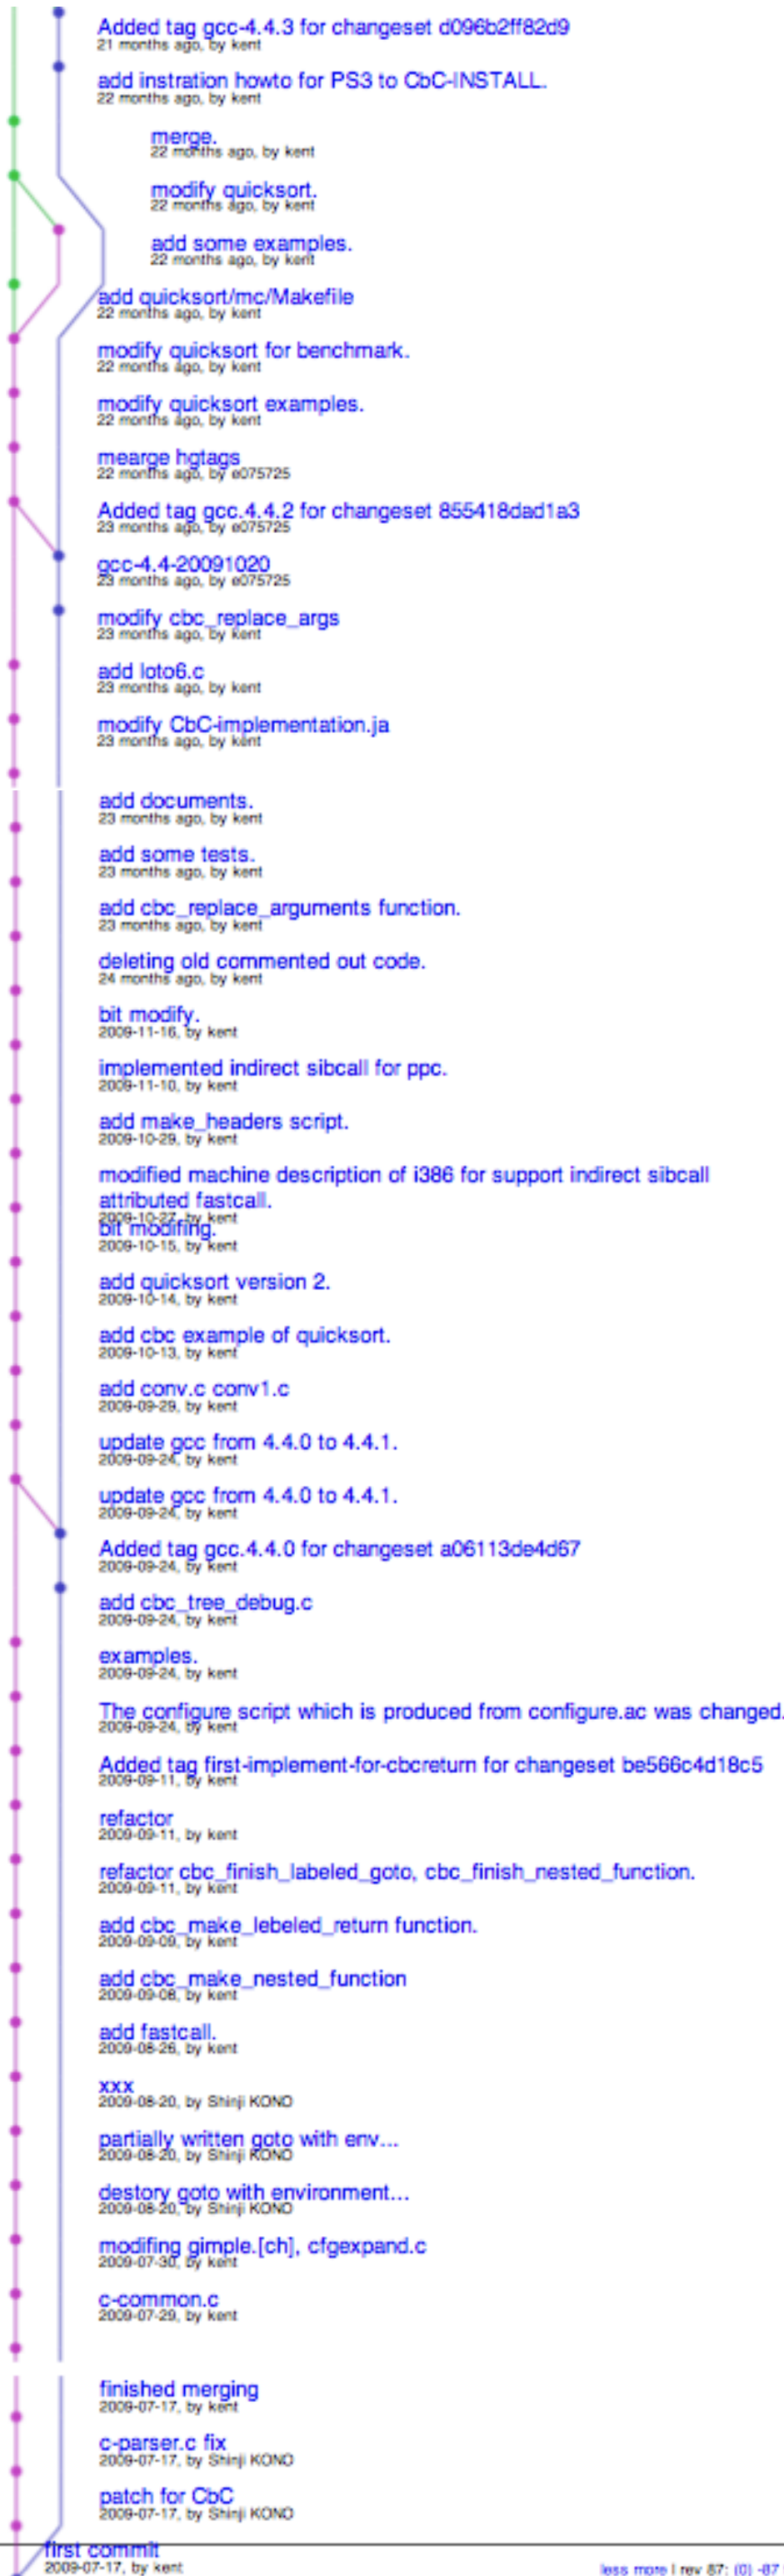 Added tag gcc-4.4.3 for changeset d096b2ff82d9
21 months ago, by kent
add instration howto for PS3 to CbC-INSTALL.
22 months ago, by kent
merge.
22 months ago, by kent
modify quicksort.
22 months ago, by kent
add some examples.
22 months ago, by kent
add quicksort/mc/Makefile
22 months ago, by kent
modify quicksort for benchmark.
22 months ago, by kent
modify quicksort examples.
22 months ago, by kent
mearge hgtags
22 months ago, by e075725
Added tag gcc.4.4.2 for changeset 855418dad1a3
23 months ago, by e075725
gcc-4.4-20091020
23 months ago, by e075725
modify cbc_replace_args
23 months ago, by kent
add loto6.c
23 months ago, by kent
modify CbC-implementation.ja
23 months ago, by kent
add documents.
23 months ago, by kent
add some tests.
23 months ago, by kent
add cbc_replace_arguments function.
23 months ago, by kent
deleting old commented out code.
24 months ago, by kent
bit modify.
2009-11-16, by kent
implemented indirect sibcall for ppc.
2009-11-10, by kent
add make_headers script.
2009-10-29, by kent
modified machine description of i386 for support indirect sibcall
attributed fastcall.
2009-10-27, by kent
bit modifing.
2009-10-15, by kent
add quicksort version 2.
2009-10-14, by kent
add cbc example of quicksort.
2009-10-13, by kent
add conv.c conv1.c
2009-09-29, by kent
update gcc from 4.4.0 to 4.4.1.
2009-09-24, by kent
update gcc from 4.4.0 to 4.4.1.
2009-09-24, by kent
Added tag gcc.4.4.0 for changeset a06113de4d67
2009-09-24, by kent
add cbc_tree_debug.c
2009-09-24, by kent
examples.
2009-09-24, by kent
The configure script which is produced from configure.ac was changed.
2009-09-24, by kent
Added tag first-implement-for-cbcreturn for changeset be566c4d18c5
2009-09-11, by kent
refactor
2009-09-11, by kent
refactor cbc_finish_labeled_goto, cbc_finish_nested_function.
2009-09-11, by kent
add cbc_make_lebeled_return function.
2009-09-09, by kent
add cbc_make_nested_function
2009-09-08, by kent
add fastcall.
2009-08-26, by kent
xxx
2009-08-20, by Shinji KONO
partially written goto with env...
2009-08-20, by Shinji KONO
destory goto with environment...
2009-08-20, by Shinji KONO
modifing gimple.[ch], cfgexpand.c
2009-07-30, by kent
c-common.c
2009-07-29, by kent
finished merging
2009-07-17, by kent
c-parser.c fix
2009-07-17, by Shinji KONO
patch for CbC
2009-07-17, by Shinji KONO
first commit
2009-07-17, by kent
less more | rev 87: (0) -87